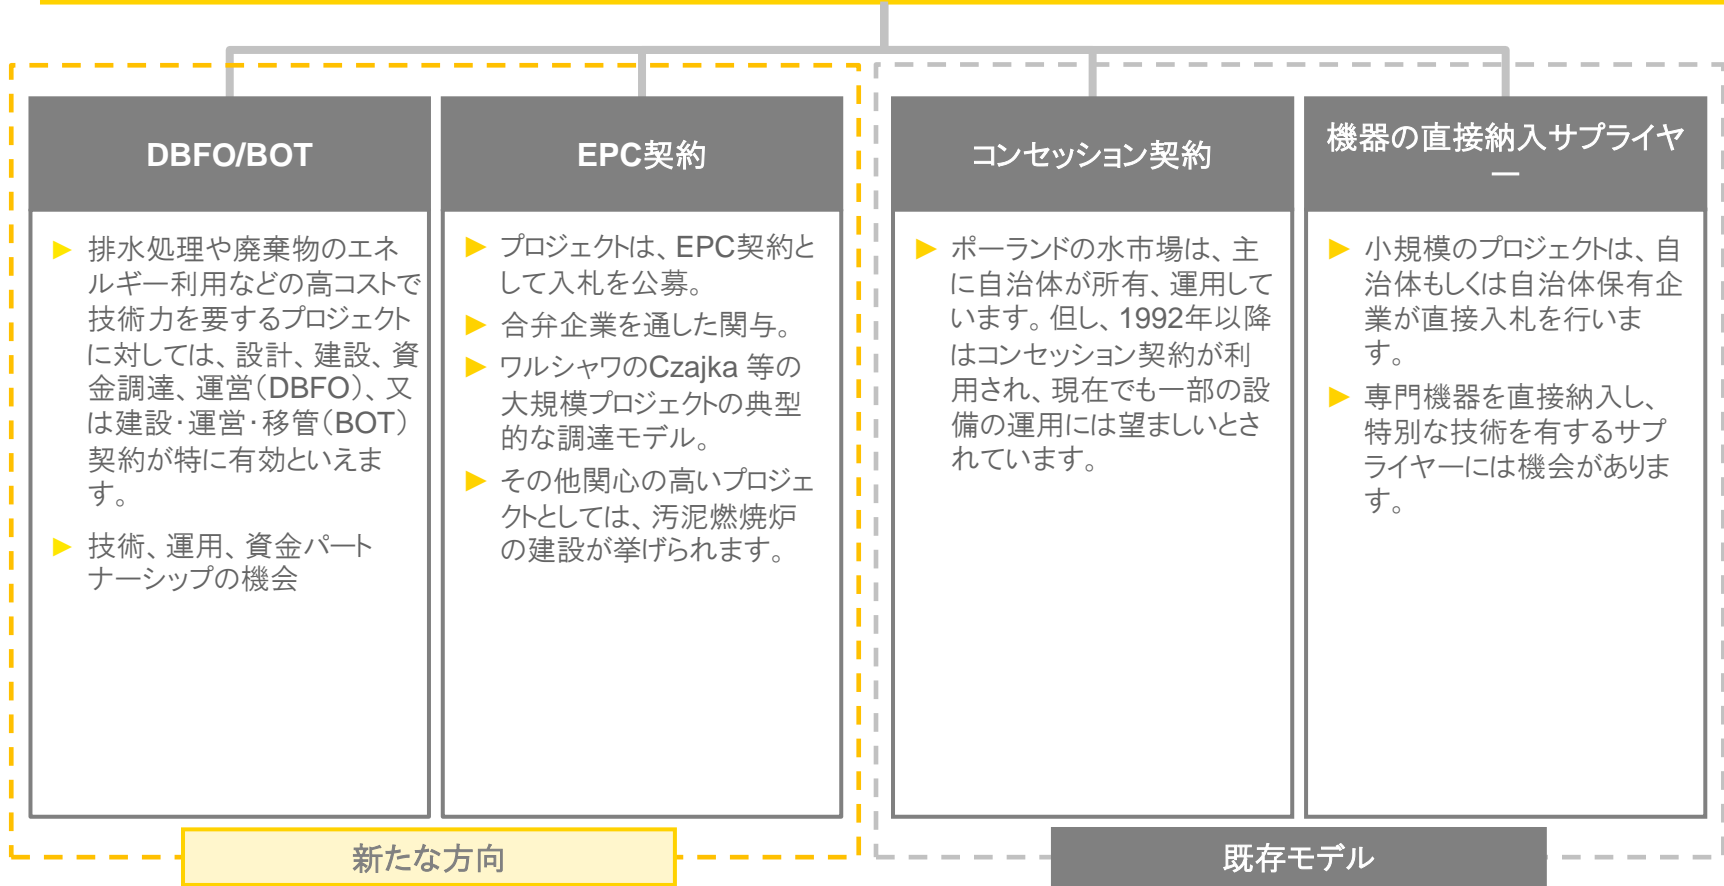 DBFO/BOT
► 排水処理や廃棄物のエネ
ルギー利用などの高コストで
技術力を要するプロジェクト
に対しては、設計、建設、資
金調達、運営(DBFO)、又
は建設・運営・移管(BOT)
契約が特に有効といえま
す。
► 技術、運用、資金パート
ナーシップの機会
EPC契約
► プロジェクトは、EPC契約と
して入札を公募。
► 合弁企業を通した関与。
► ワルシャワのCzajka 等の
大規模プロジェクトの典型
的な調達モデル。
► その他関心の高いプロジェ
クトとしては、汚泥燃焼炉
の建設が挙げられます。
新たな方向
コンセッション契約
► ポーランドの水市場は、主
に自治体が所有、運用して
います。但し、1992年以降
はコンセッション契約が利
用され、現在でも一部の設
備の運用には望ましいとさ
れています。
機器の直接納入サプライヤ
ー
► 小規模のプロジェクトは、自
治体もしくは自治体保有企
業が直接入札を行いま
す。
► 専門機器を直接納入し、
特別な技術を有するサプ
ライヤーには機会がありま
す。
既存モデル